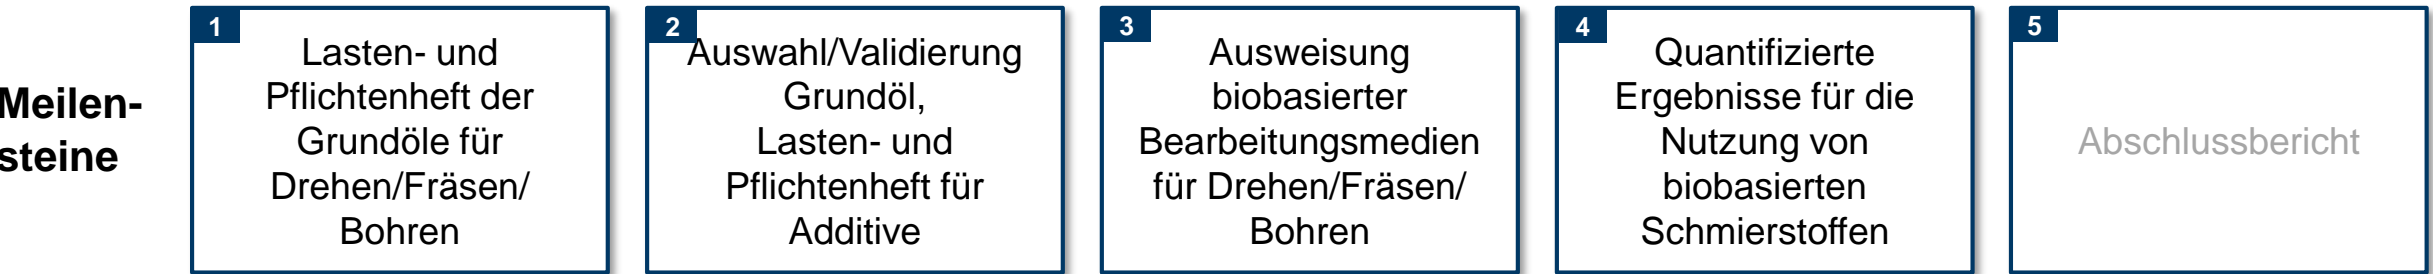 Meilen-
steine
1
Lasten- und
Pflichtenheft der
Grundöle für
Drehen/Fräsen/
Bohren
2
Auswahl/Validierung
Grundöl,
Lasten- und
Pflichtenheft für
Additive
3
Ausweisung
biobasierter
Bearbeitungsmedien
für Drehen/Fräsen/
Bohren
4
Quantifizierte
Ergebnisse für die
Nutzung von
biobasierten
Schmierstoffen
5
Abschlussbericht